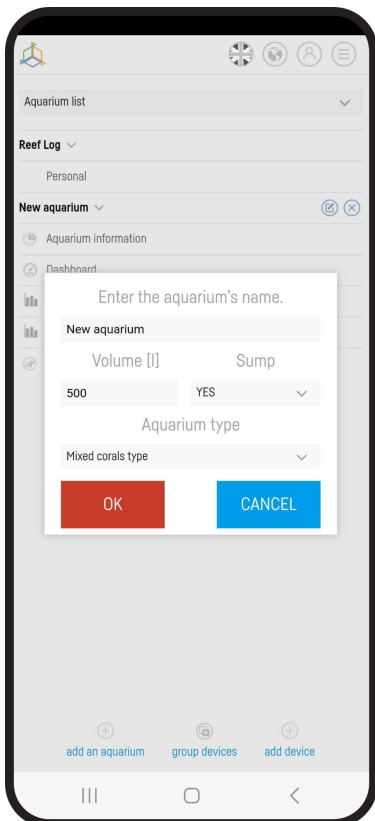 Aquarium list
Reef Log
Personal
New aquarium
Aquarium information
Dashboard
Enter the aquarium's name.
New aquarium
Volume [l] Sump
500 YES
Aquarium type
Mixed corals type
OK CANCEL
add an aquarium group devices add device